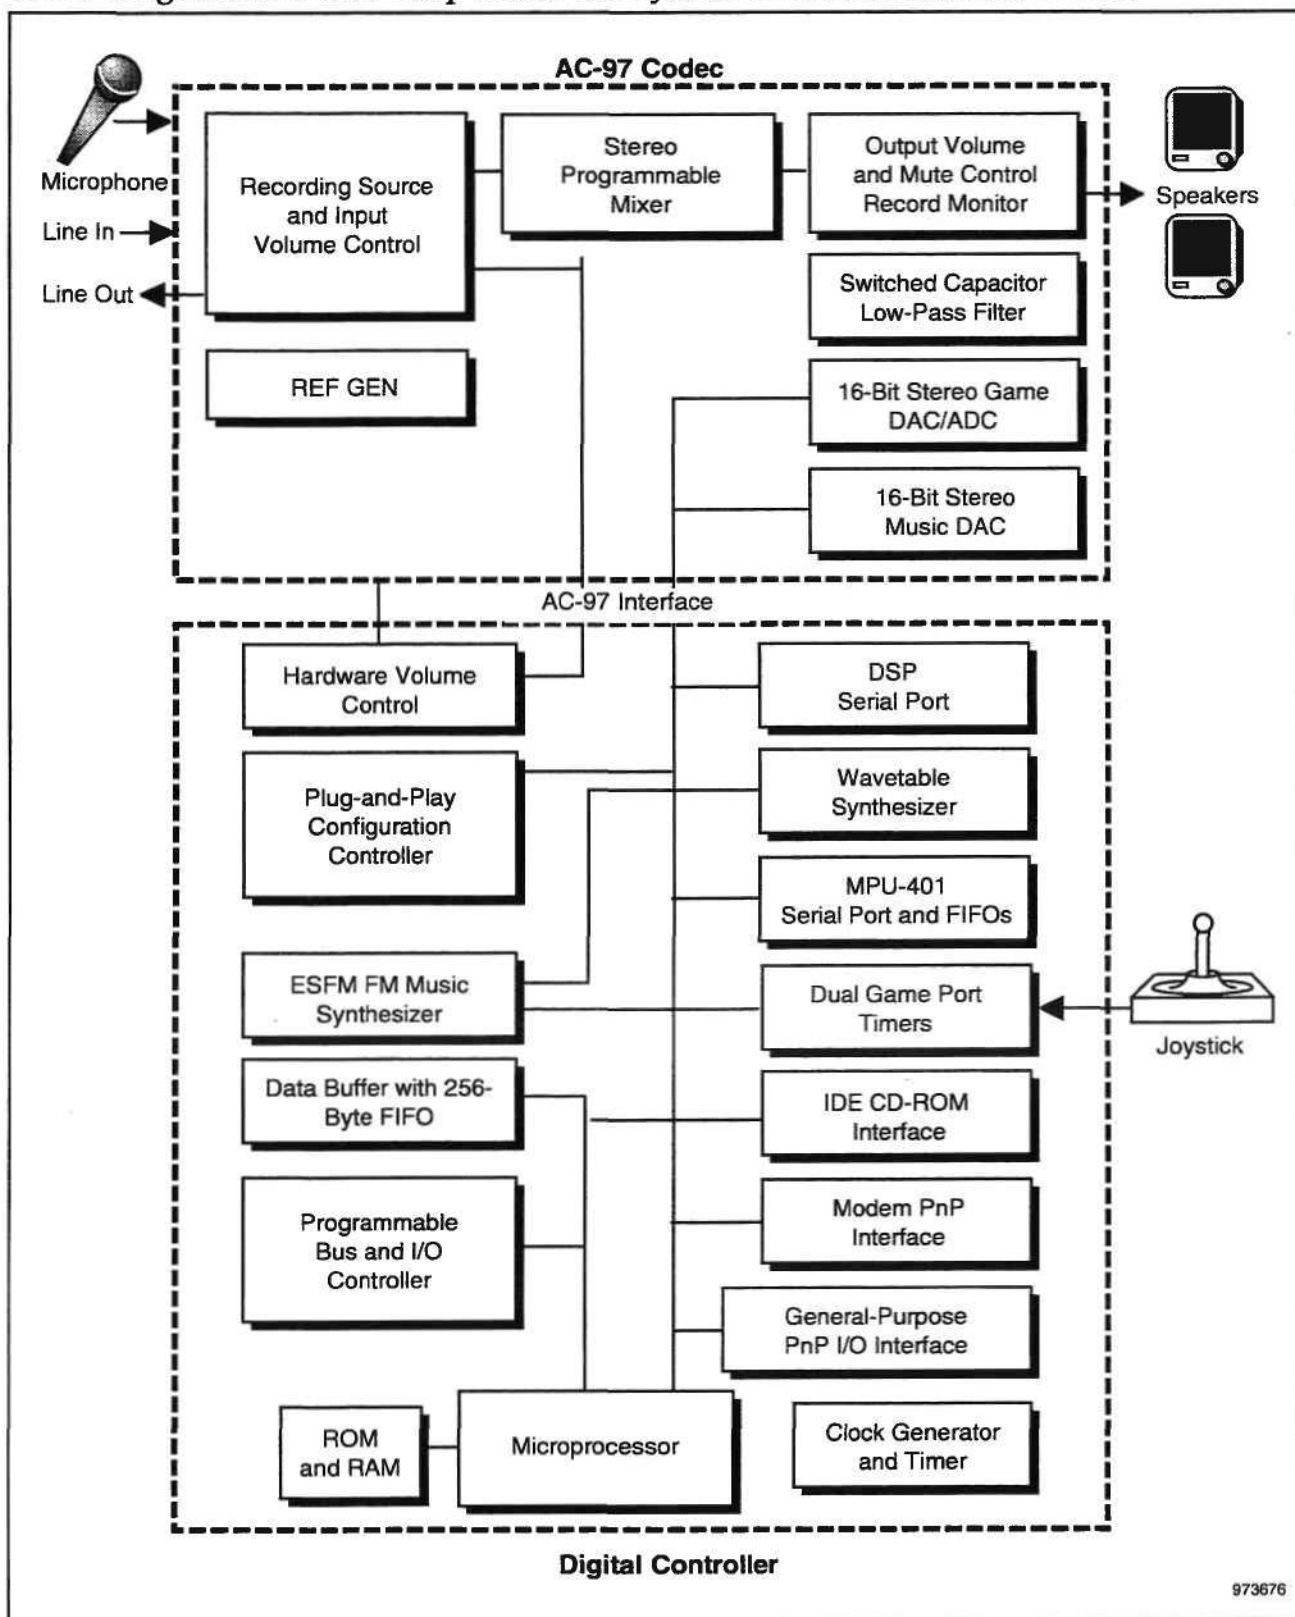 AC-97 Codec
Microphone
Line In
Line Out
Recording Source
and Input
Volume Control
Stereo
Programmable
Mixer
Output Volume
and Mute Control
Record Monitor
Speakers
Switched Capacitor
Low-Pass Filter
REF GEN
16-Bit Stereo Game
DAC/ADC
16-Bit Stereo
Music DAC
AC-97 Interface
Hardware Volume
Control
DSP
Serial Port
Plug-and-Play
Configuration
Controller
Wavetable
Synthesizer
MPU-401
Serial Port and FIFOs
ESFM FM Music
Synthesizer
Dual Game Port
Timers
Joystick
Data Buffer with 256-
Byte FIFO
IDE CD-ROM
Interface
Programmable
Bus and I/O
Controller
Modem PnP
Interface
General-Purpose
PnP I/O Interface
ROM
and RAM
Microprocessor
Clock Generator
and Timer
Digital Controller
973676